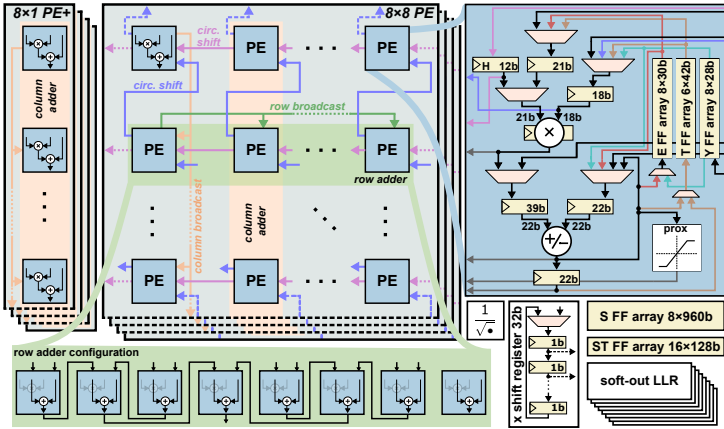 8×1 PE+
8×8 PE
column
adder
circ. shift
circ. shift
row broadcast
row adder
column
adder
column broadcast
PE
PE
PE
PE
PE
PE
PE
PE
H 12b
21b
18b
21b
18b
×
39b
22b
22b
22b
+/−
22b
E FF array 8×30b
T FF array 6×42b
Y FF array 8×28b
prox
row adder configuration
1
√•
x shift register 32b
1b
1b
1b
S FF array 8×960b
ST FF array 16×128b
soft-out LLR